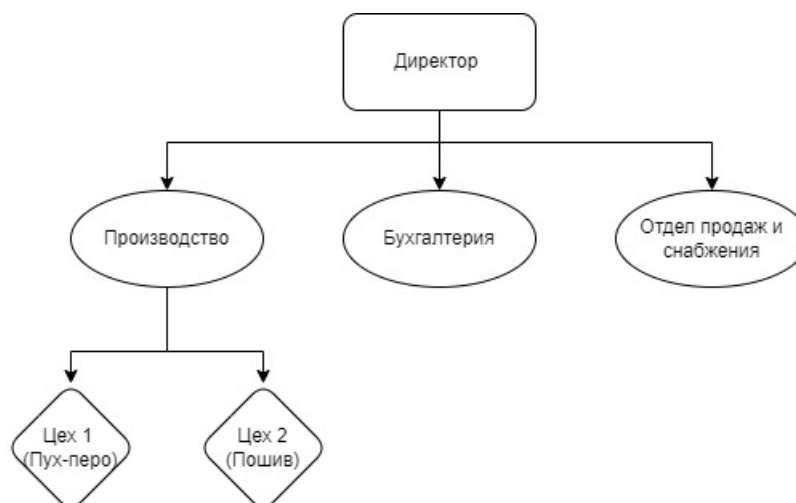 Директор
Производство
Бухгалтерия
Отдел продаж и
снабжения
Цех 1
(Пух-перо)
Цех 2
(Пошив)